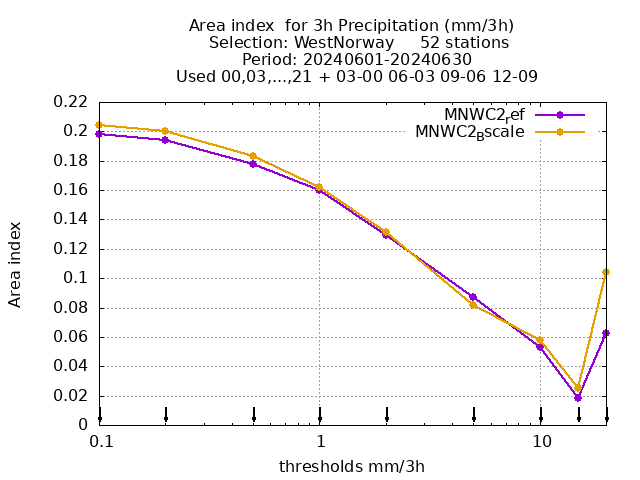 Area index  for 3h Precipitation (mm/3h)
Selection: WestNorway     52 stations
Period: 20240601-20240630
Used 00,03,...,21 + 03-00 06-03 09-06 12-09
MNWC2ref
MNWC2Bscale
0.22
0.2
0.18
0.16
0.14
0.12
0.1
0.08
0.06
0.04
0.02
0
Area index
0.1 1 10
thresholds mm/3h